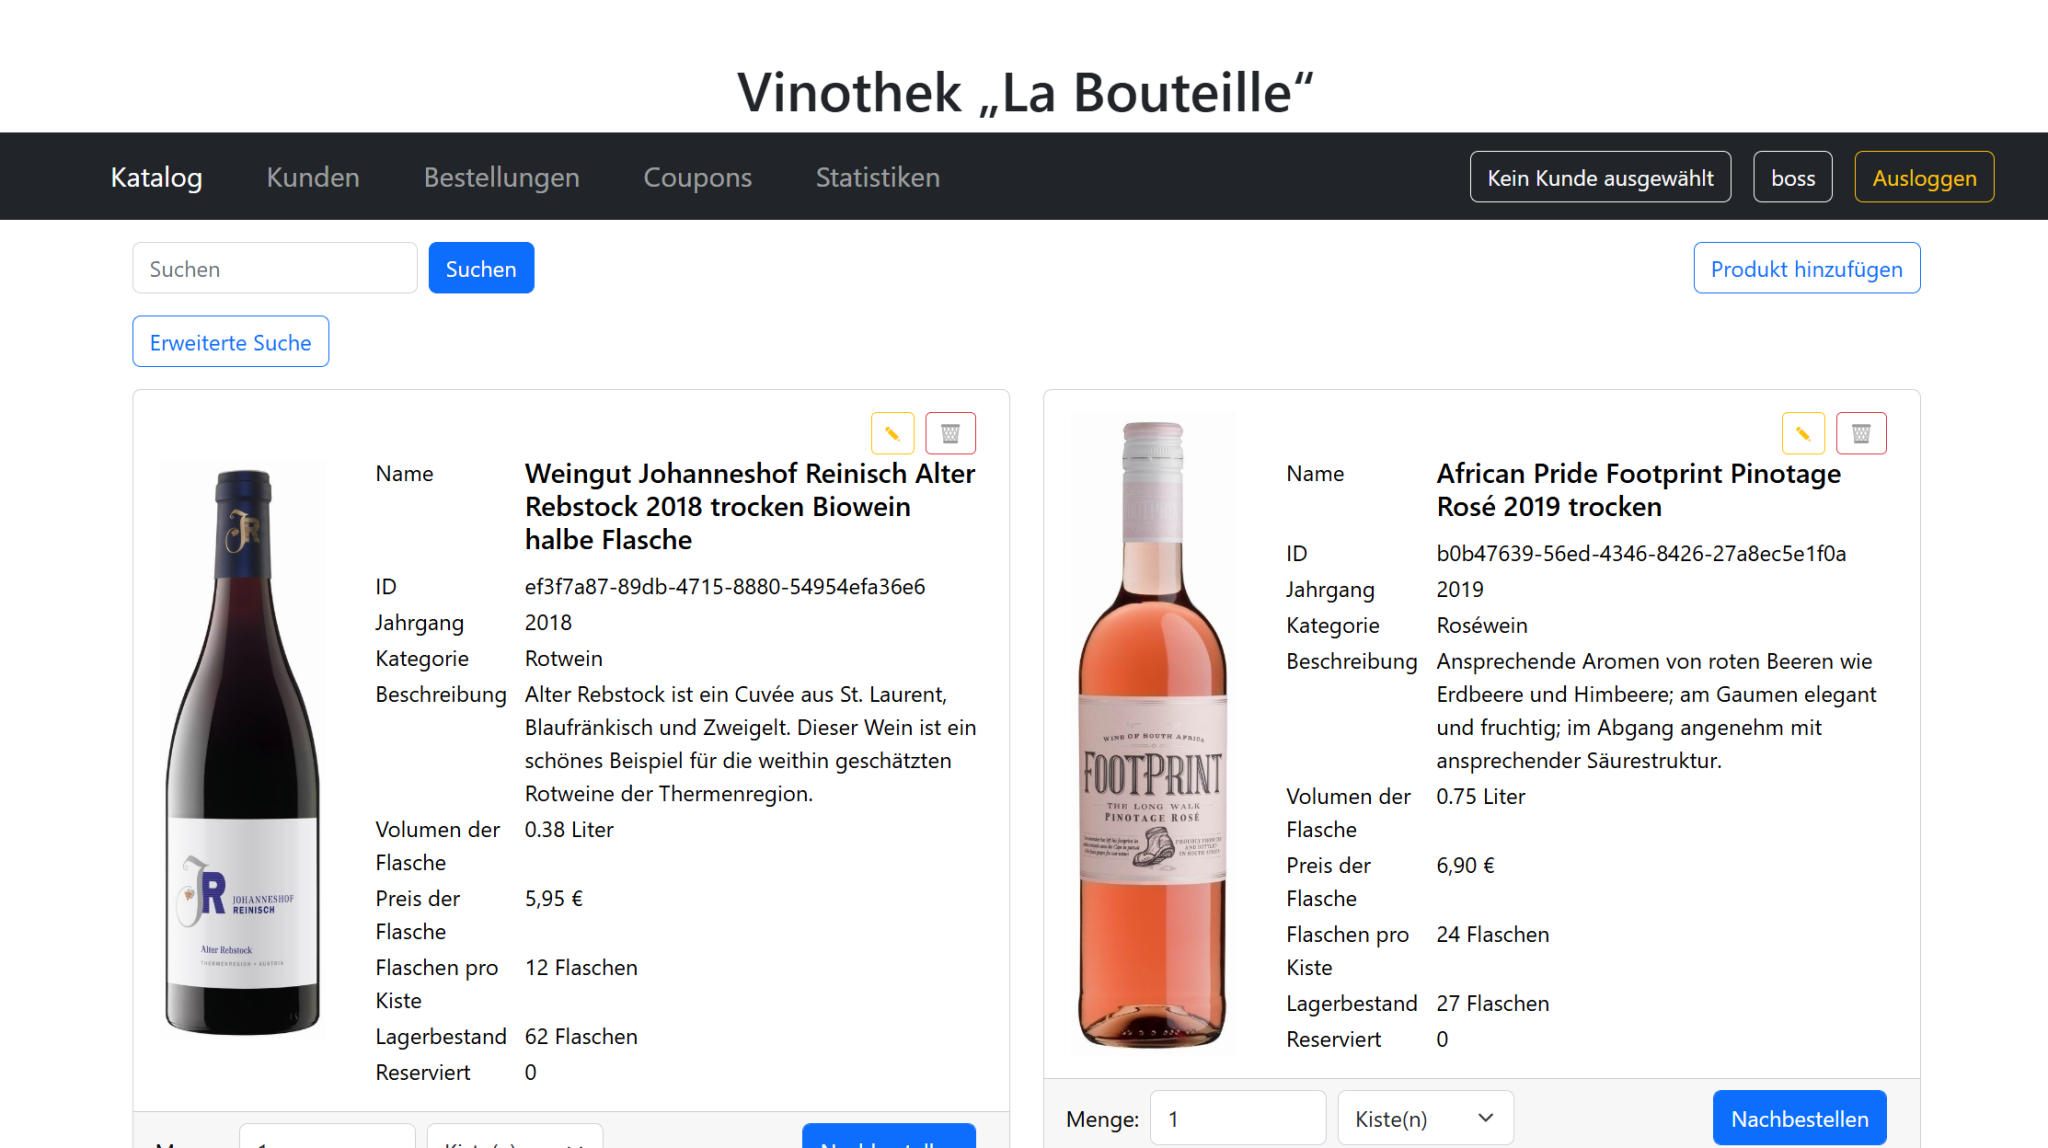 Vinothek „La Bouteille“
Katalog
Kunden
Bestellungen
Coupons
Statistiken
Kein Kunde ausgewählt
boss
Ausloggen
Suchen
Suchen
Produkt hinzufügen
Erweiterte Suche
Name
Weingut Johanneshof Reinisch Alter
Rebstock 2018 trocken Biowein
halbe Flasche
ID
ef3f7a87-89db-4715-8880-54954efa36e6
Jahrgang
2018
Kategorie
Rotwein
Beschreibung
Alter Rebstock ist ein Cuvée aus St. Laurent,
Blaufränkisch und Zweigelt. Dieser Wein ist ein
schönes Beispiel für die weithin geschätzten
Rotweine der Thermenregion.
Volumen der
Flasche
0.38 Liter
Preis der
Flasche
5,95 €
Flaschen pro
Kiste
12 Flaschen
Lagerbestand
62 Flaschen
Reserviert
0
JR
JOHANNESHOF
REINISCH
Alter Rebstock
THERMENREGION • AUSTRIA
Name
African Pride Footprint Pinotage
Rosé 2019 trocken
ID
b0b47639-56ed-4346-8426-27a8ec5e1f0a
Jahrgang
2019
Kategorie
Roséwein
Beschreibung
Ansprechende Aromen von roten Beeren wie
Erdbeere und Himbeere; am Gaumen elegant
und fruchtig; im Abgang angenehm mit
ansprechender Säurestruktur.
Volumen der
Flasche
0.75 Liter
Preis der
Flasche
6,90 €
Flaschen pro
Kiste
24 Flaschen
Lagerbestand
27 Flaschen
Reserviert
0
WINE OF SOUTH AFRICA
FOOTPRINT
THE LONG WALK
PINOTAGE ROSÉ
Menge:
1
Kiste(n)
Nachbestellen